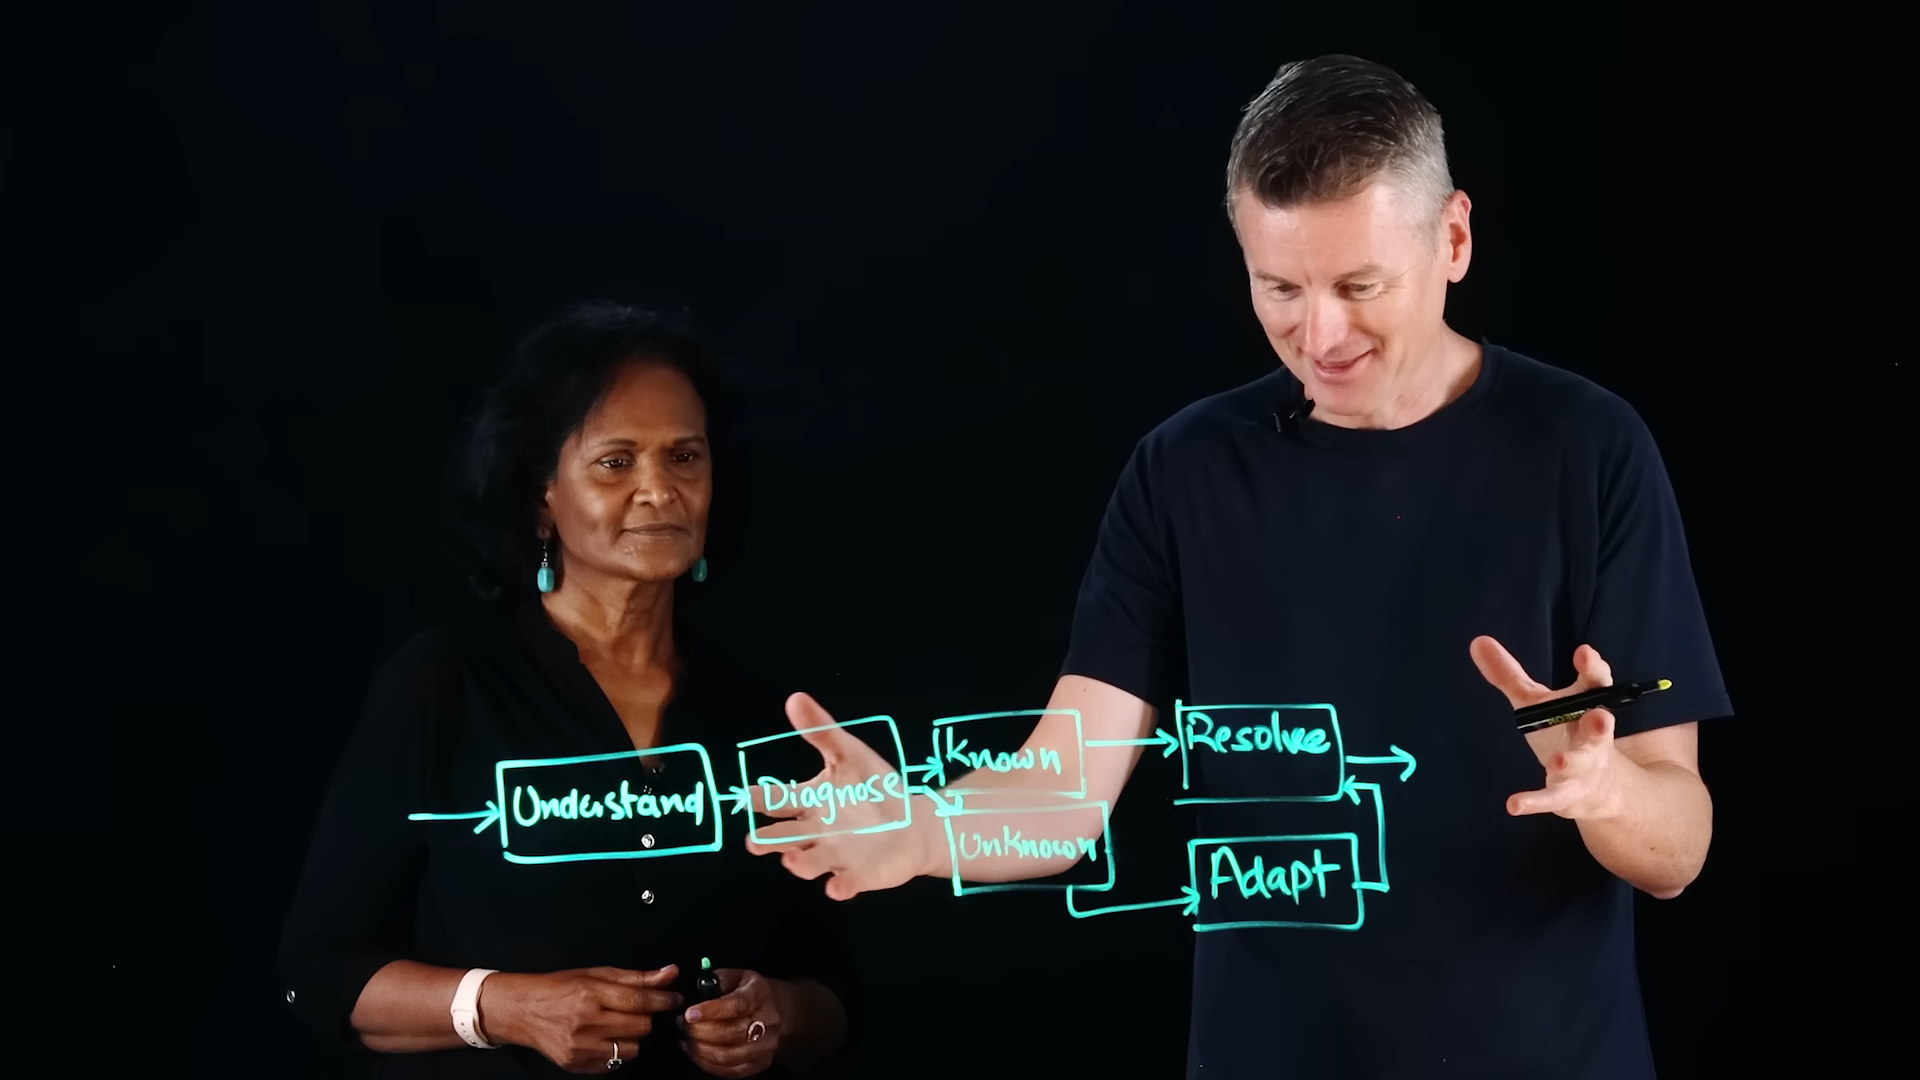 Understand
Diagnose
Known
Unknown
Resolve
Adapt